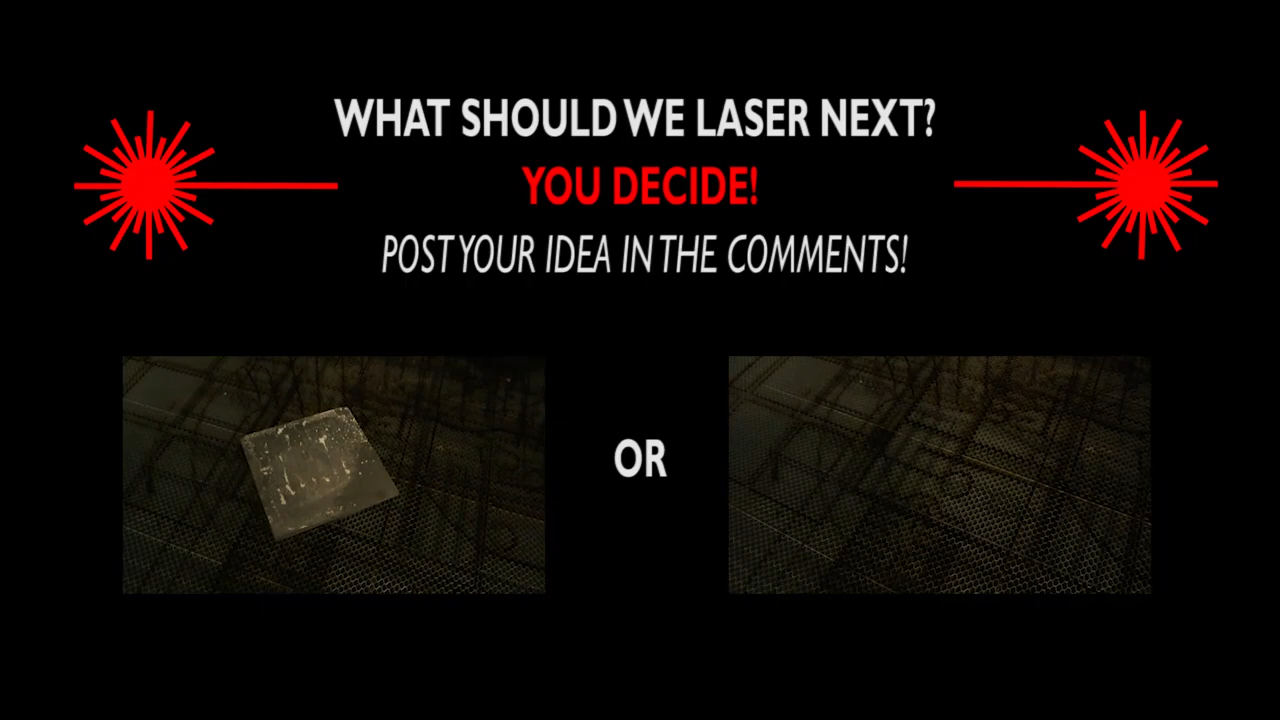 WHAT SHOULD WE LASER NEXT?
YOU DECIDE!
POST YOUR IDEA IN THE COMMENTS!
OR